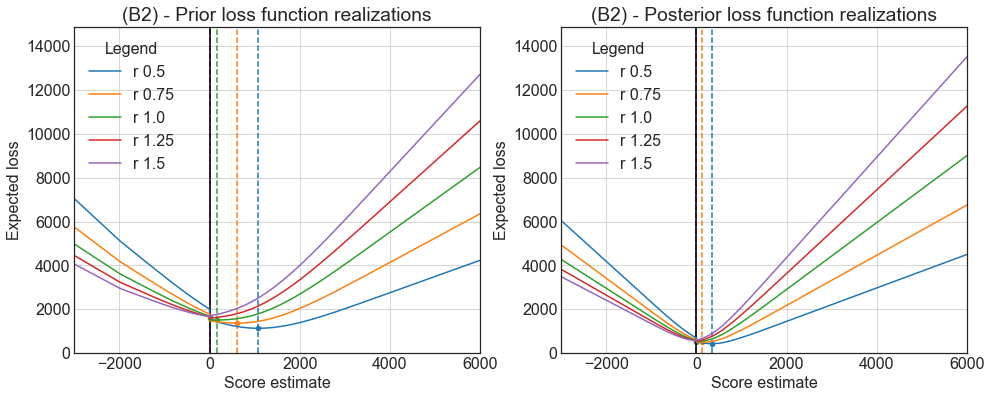 (B2) - Prior loss function realizations
Legend
r 0.5
r 0.75
r 1.0
r 1.25
r 1.5
14000
12000
10000
8000
6000
4000
2000
0
Expected loss
−2000
0
2000
4000
6000
Score estimate
(B2) - Posterior loss function realizations
Legend
r 0.5
r 0.75
r 1.0
r 1.25
r 1.5
14000
12000
10000
8000
6000
4000
2000
0
Expected loss
−2000
0
2000
4000
6000
Score estimate